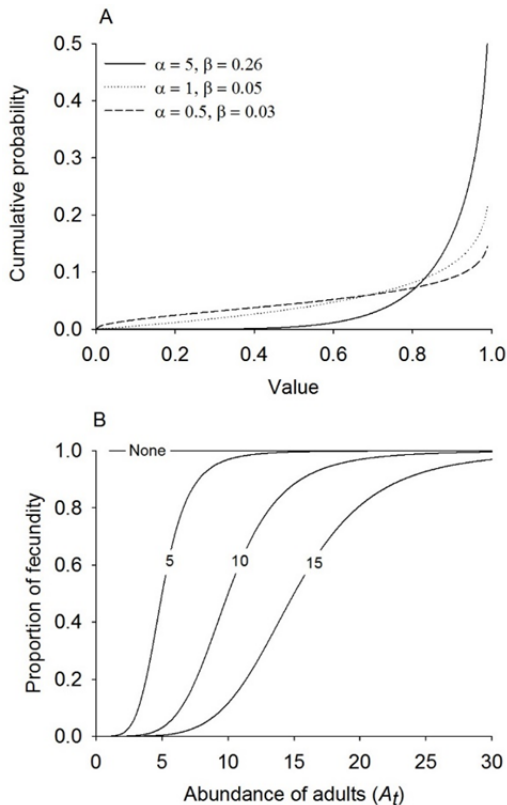 A
0.5
0.4
0.3
0.2
0.1
0.0
α = 5, β = 0.26
α = 1, β = 0.05
α = 0.5, β = 0.03
Cumulative probability
0.0 0.2 0.4 0.6 0.8 1.0
Value
B
1.0
0.8
0.6
0.4
0.2
0.0
None
5
10
15
Proportion of fecundity
0 5 10 15 20 25 30
Abundance of adults (At)